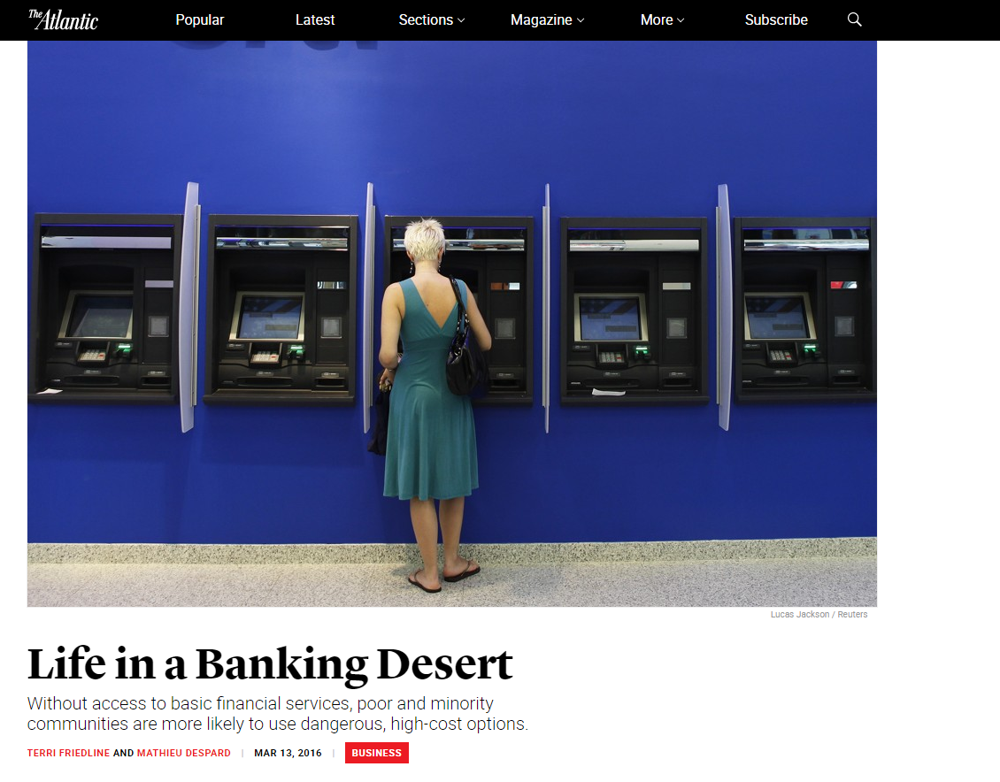 The Atlantic
Popular
Latest
Sections
Magazine
More
Subscribe
Lucas Jackson / Reuters
Life in a Banking Desert
Without access to basic financial services, poor and minority
communities are more likely to use dangerous, high-cost options.
TERRI FRIEDLINE AND MATHIEU DESPARD | MAR 13, 2016 | BUSINESS